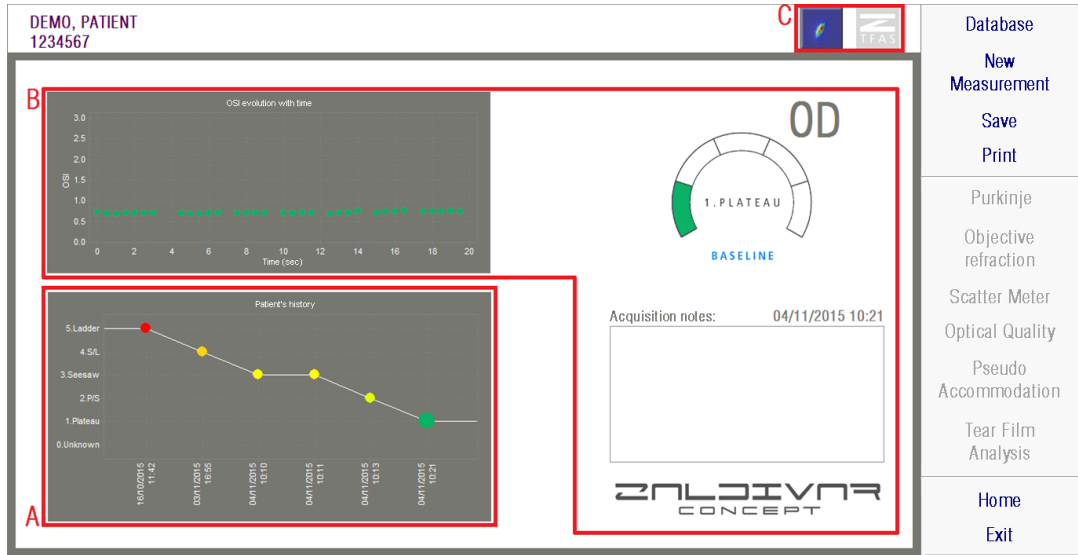 DEMO, PATIENT
1234567
C
TFAS
B
OSI evolution with time
OSI
3.0
2.5
2.0
1.5
1.0
0.5
0.0
0 2 4 6 8 10 12 14 16 18 20
Time (sec)
OD
1.PLATEAU
BASELINE
A
Patient's history
5.Ladder
4.S/L
3.Seesaw
2.P/S
1.Plateau
0.Unknown
16/10/2015 11:42
03/11/2015 16:55
04/11/2015 10:10
04/11/2015 10:11
04/11/2015 10:13
04/11/2015 10:21
Acquisition notes: 04/11/2015 10:21
ZALDIVAR
CONCEPT
Database
New
Measurement
Save
Print
Purkinje
Objective
refraction
Scatter Meter
Optical Quality
Pseudo
Accommodation
Tear Film
Analysis
Home
Exit